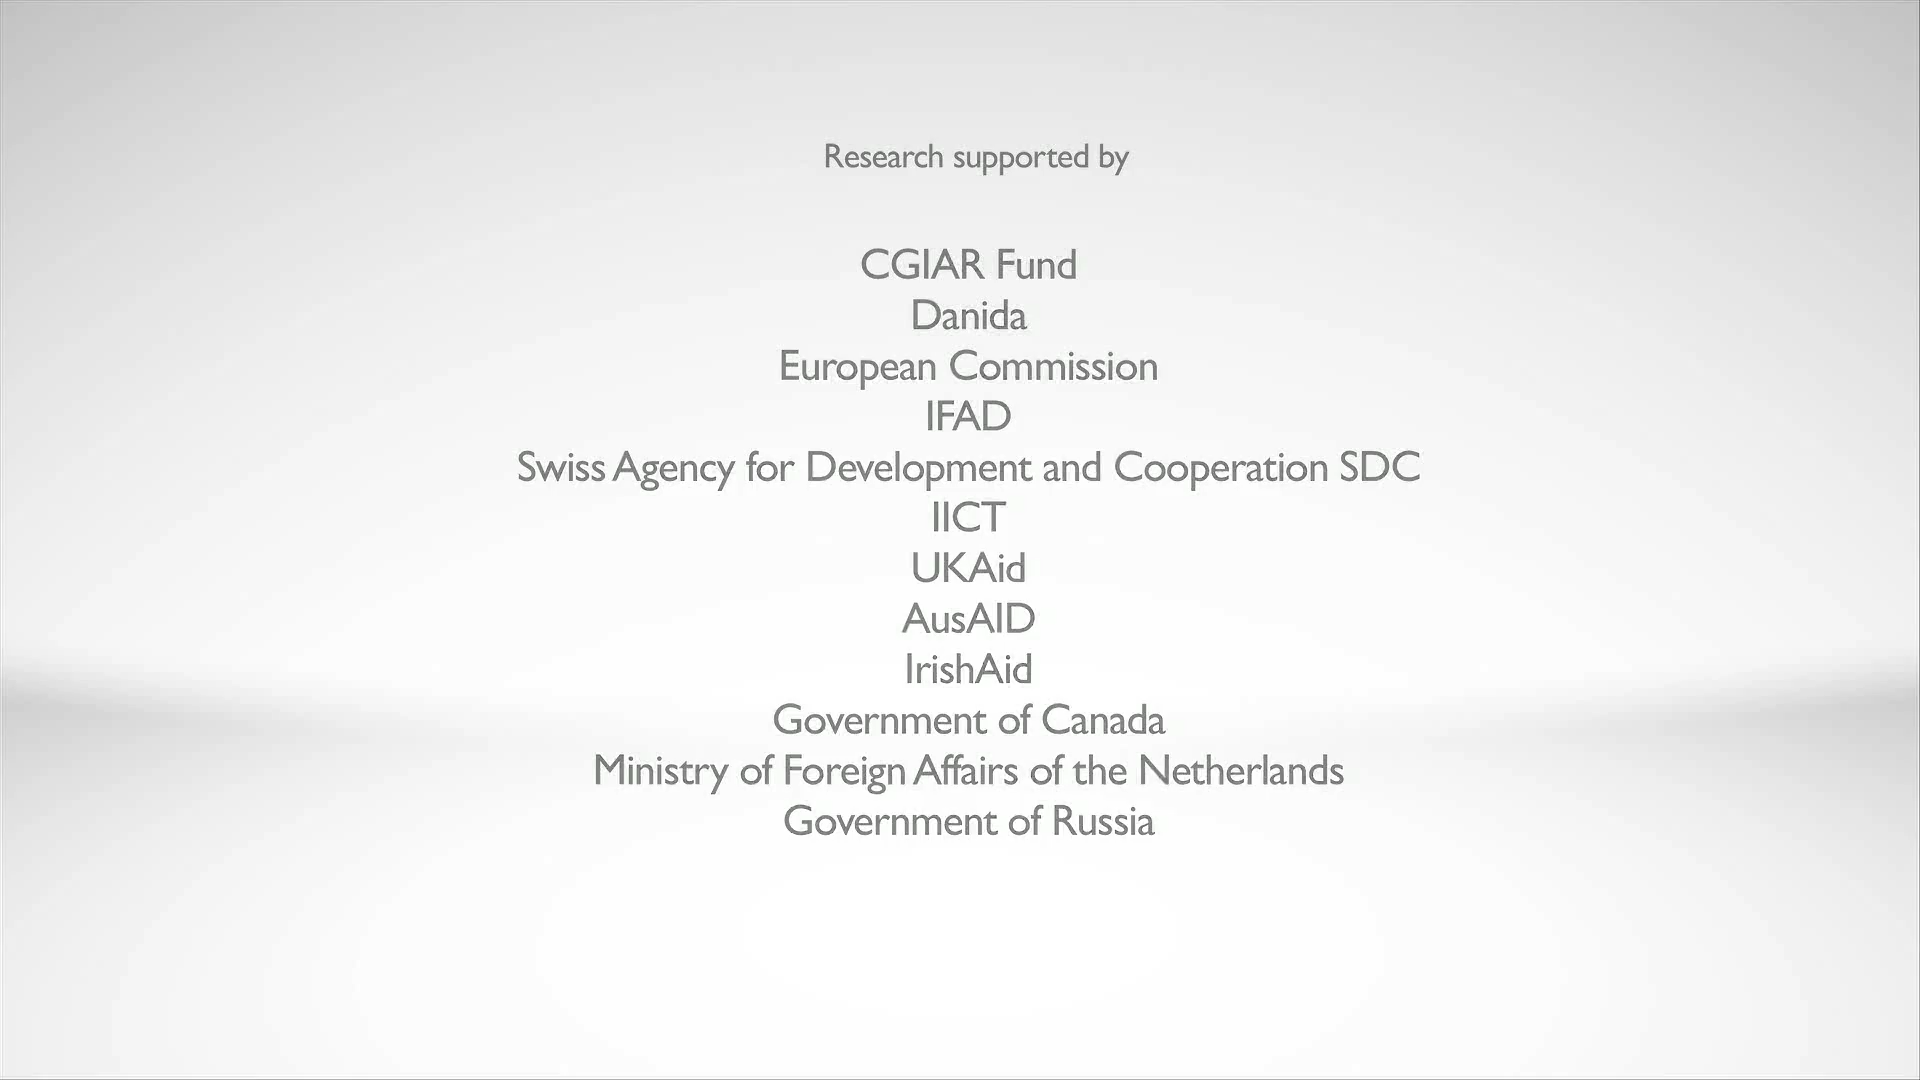 Research supported by
CGIAR Fund
Danida
European Commission
IFAD
Swiss Agency for Development and Cooperation SDC
IICT
UKAid
AusAID
IrishAid
Government of Canada
Ministry of Foreign Affairs of the Netherlands
Government of Russia